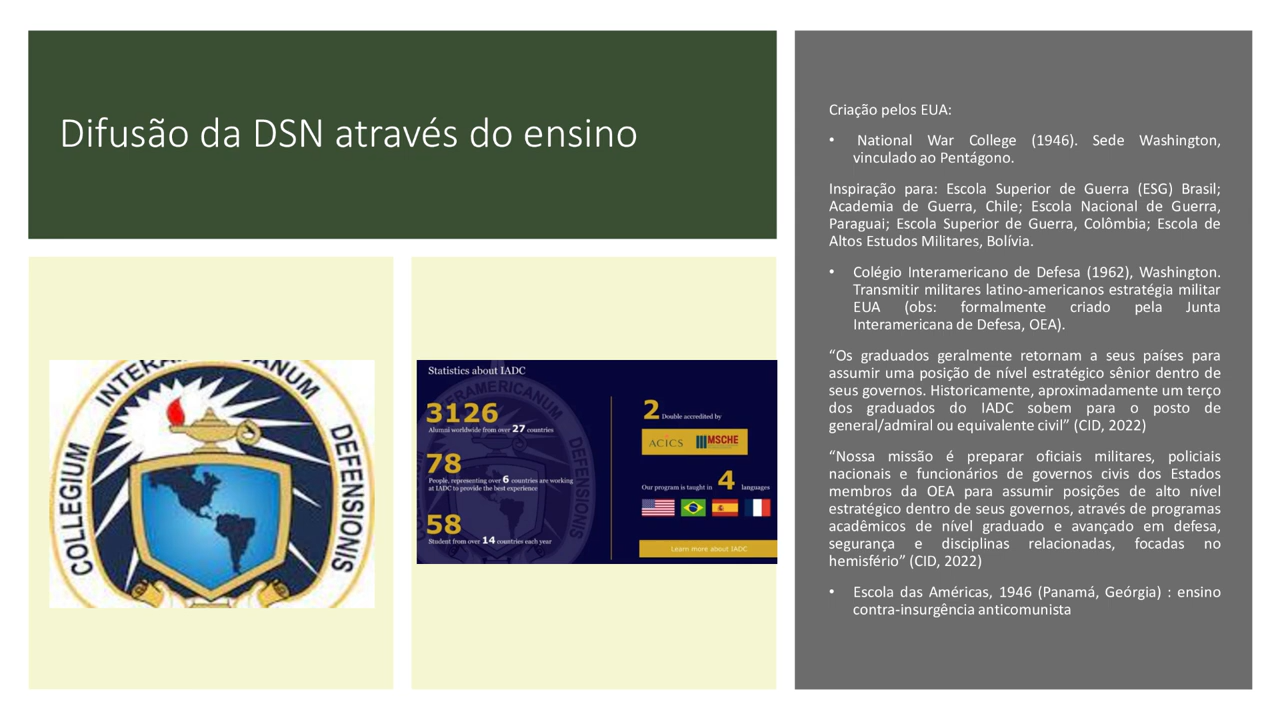 Difusão da DSN através do ensino
INTERAMERICANUM
COLLEGIUM
DEFENSIONIS
Statistics about IADC
3126
Alumni worldwide from over 27 countries
78
People, representing over 6 countries are working
at IADC to provide the best experience
58
Student from over 14 countries each year
2 Double accredited by
ACICS MSCHE
Our program is taught in 4 languages
Learn more about IADC
Criação pelos EUA:
• National War College (1946). Sede Washington,
vinculado ao Pentágono.
Inspiração para: Escola Superior de Guerra (ESG) Brasil;
Academia de Guerra, Chile; Escola Nacional de Guerra,
Paraguai; Escola Superior de Guerra, Colômbia; Escola de
Altos Estudos Militares, Bolívia.
• Colégio Interamericano de Defesa (1962), Washington.
Transmitir militares latino-americanos estratégia militar
EUA (obs: formalmente criado pela Junta
Interamericana de Defesa, OEA).
“Os graduados geralmente retornam a seus países para
assumir uma posição de nível estratégico sênior dentro de
seus governos. Historicamente, aproximadamente um terço
dos graduados do IADC sobem para o posto de
general/admiral ou equivalente civil” (CID, 2022)
“Nossa missão é preparar oficiais militares, policiais
nacionais e funcionários de governos civis dos Estados
membros da OEA para assumir posições de alto nível
estratégico dentro de seus governos, através de programas
acadêmicos de nível graduado e avançado em defesa,
segurança e disciplinas relacionadas, focadas no
hemisfério” (CID, 2022)
• Escola das Américas, 1946 (Panamá, Geórgia) : ensino
contra-insurgência anticomunista